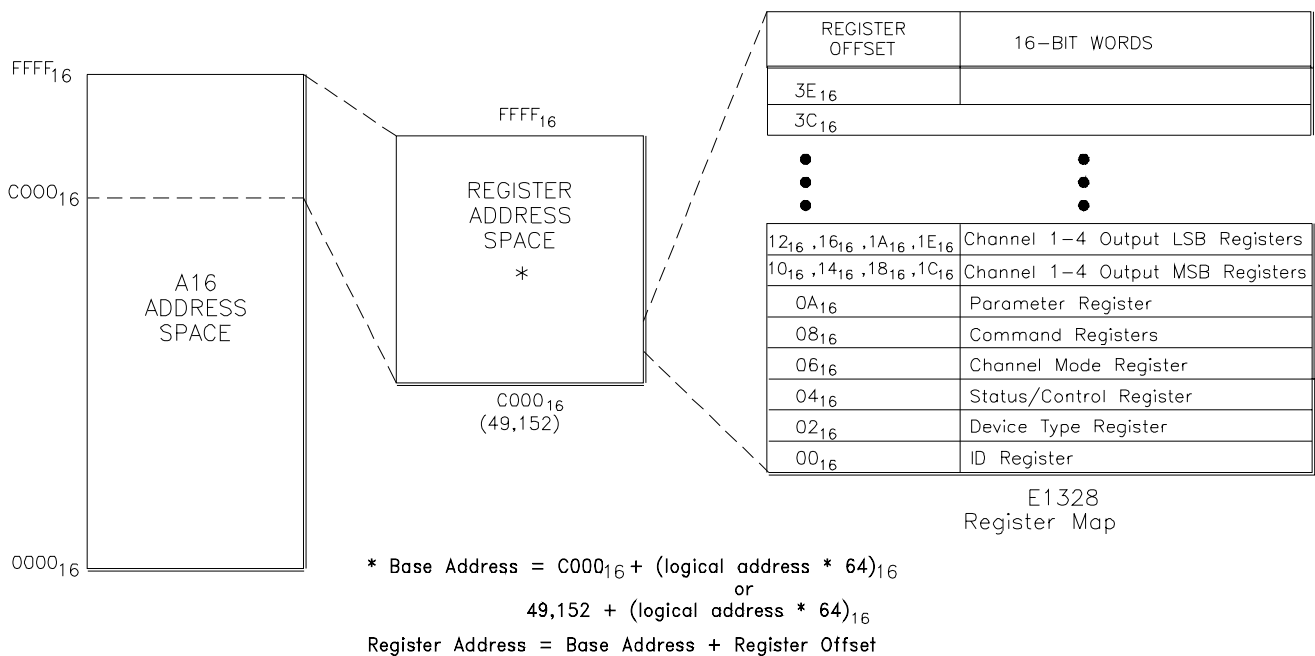 FFFF16
C00016
A16
ADDRESS
SPACE
000016
FFFF16
REGISTER
ADDRESS
SPACE
*
C00016
(49,152)
REGISTER
OFFSET
16-BIT WORDS
3E16
3C16
1216 ,1616 ,1A16 ,1E16 Channel 1-4 Output LSB Registers
1016 ,1416 ,1816 ,1C16 Channel 1-4 Output MSB Registers
0A16 Parameter Register
0816 Command Registers
0616 Channel Mode Register
0416 Status/Control Register
0216 Device Type Register
0016 ID Register
E1328
Register Map
* Base Address = C00016 + (logical address * 64)16
or
49,152 + (logical address * 64)16
Register Address = Base Address + Register Offset